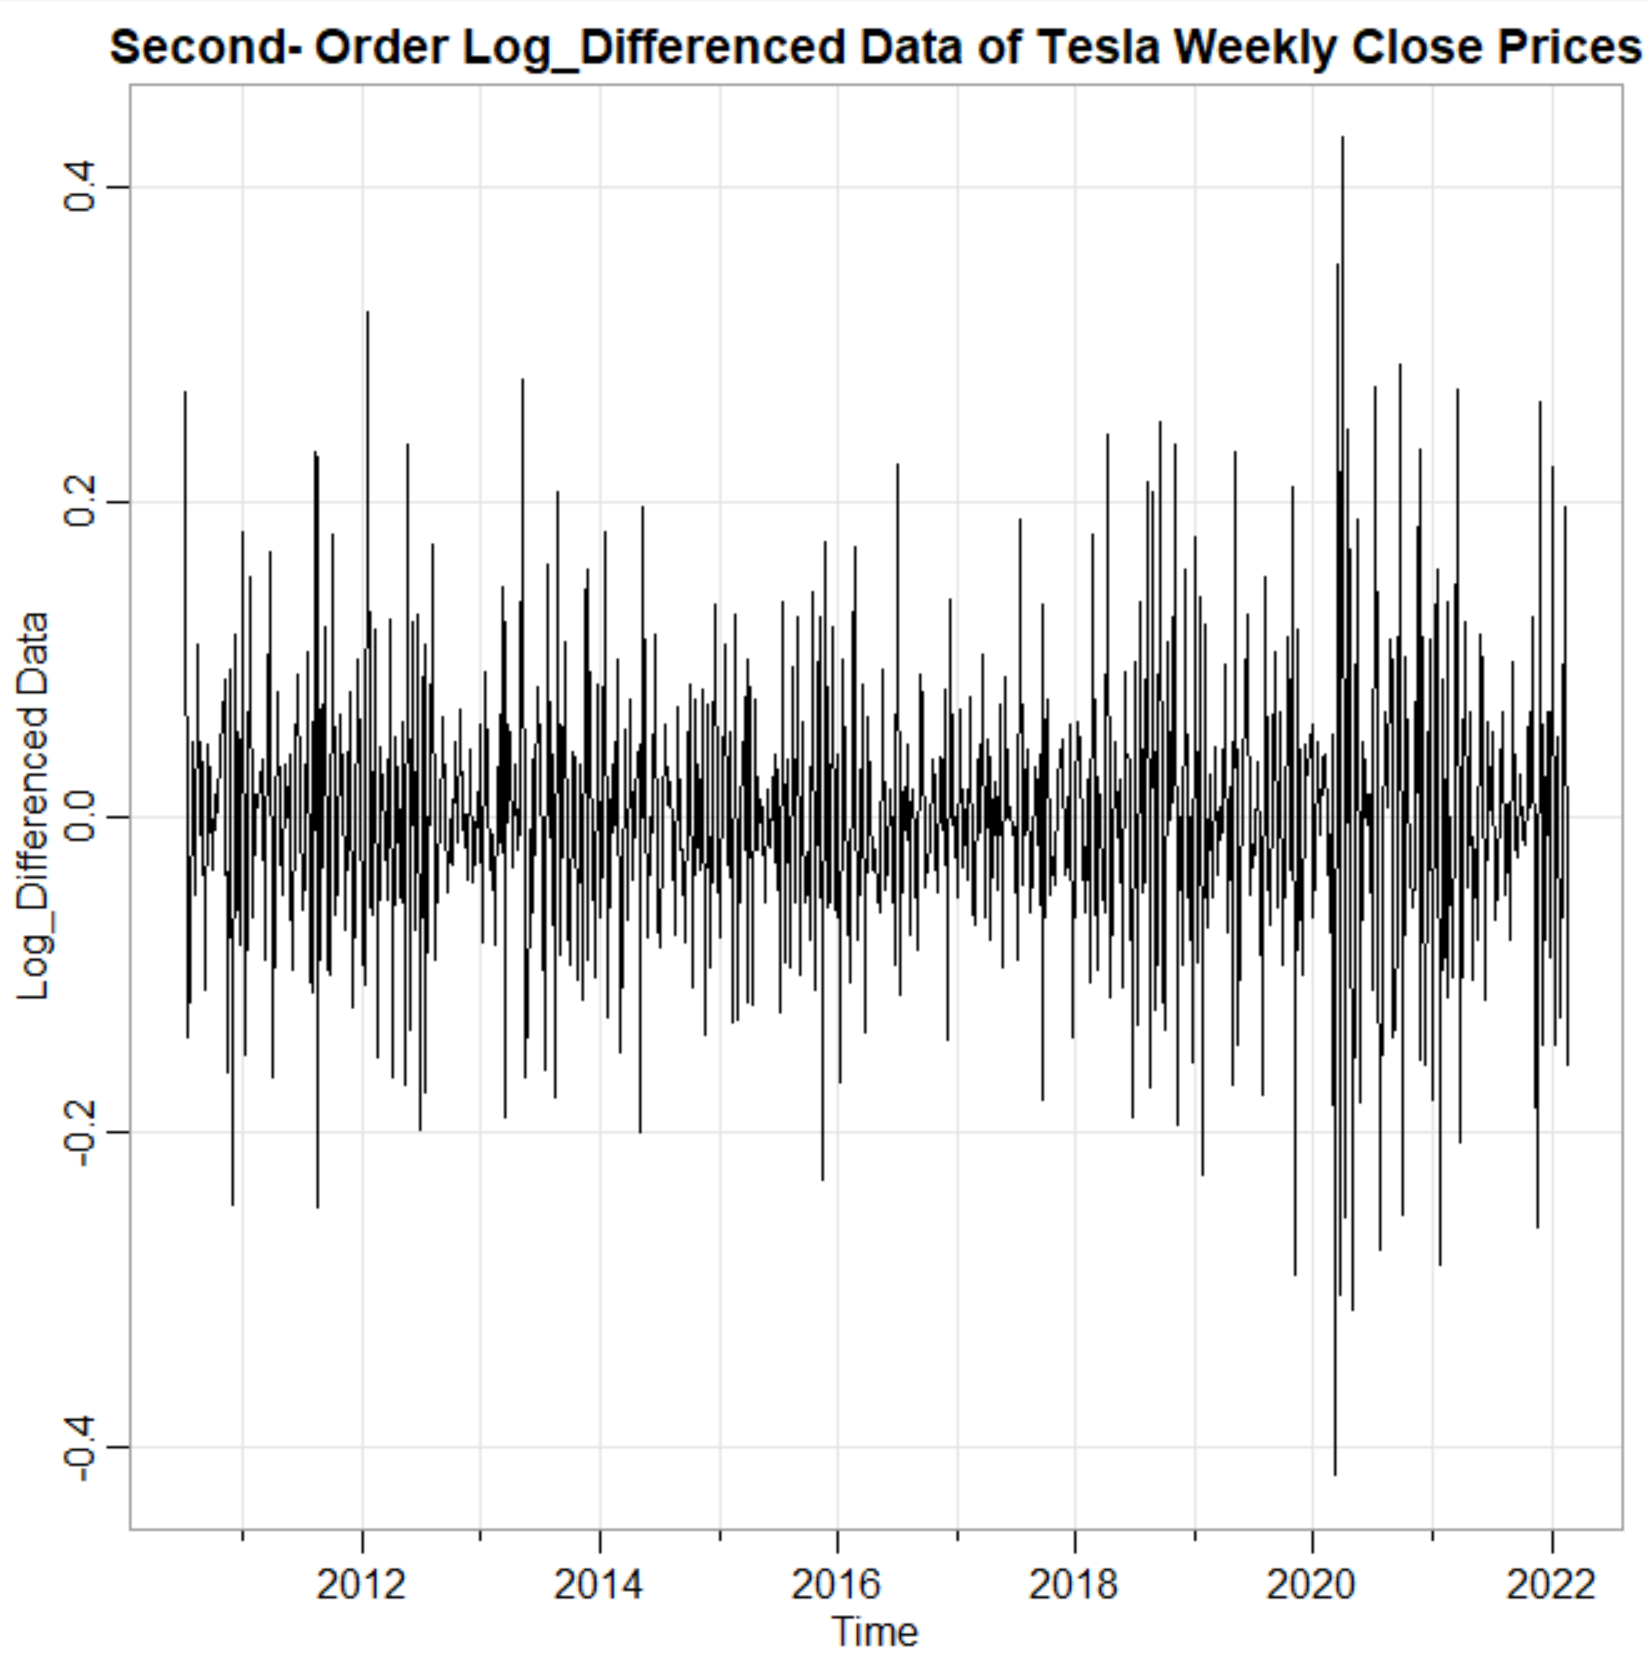 Second- Order Log_Differenced Data of Tesla Weekly Close Prices
Log_Differenced Data
0.4
0.2
0.0
-0.2
-0.4
2012 2014 2016 2018 2020 2022
Time